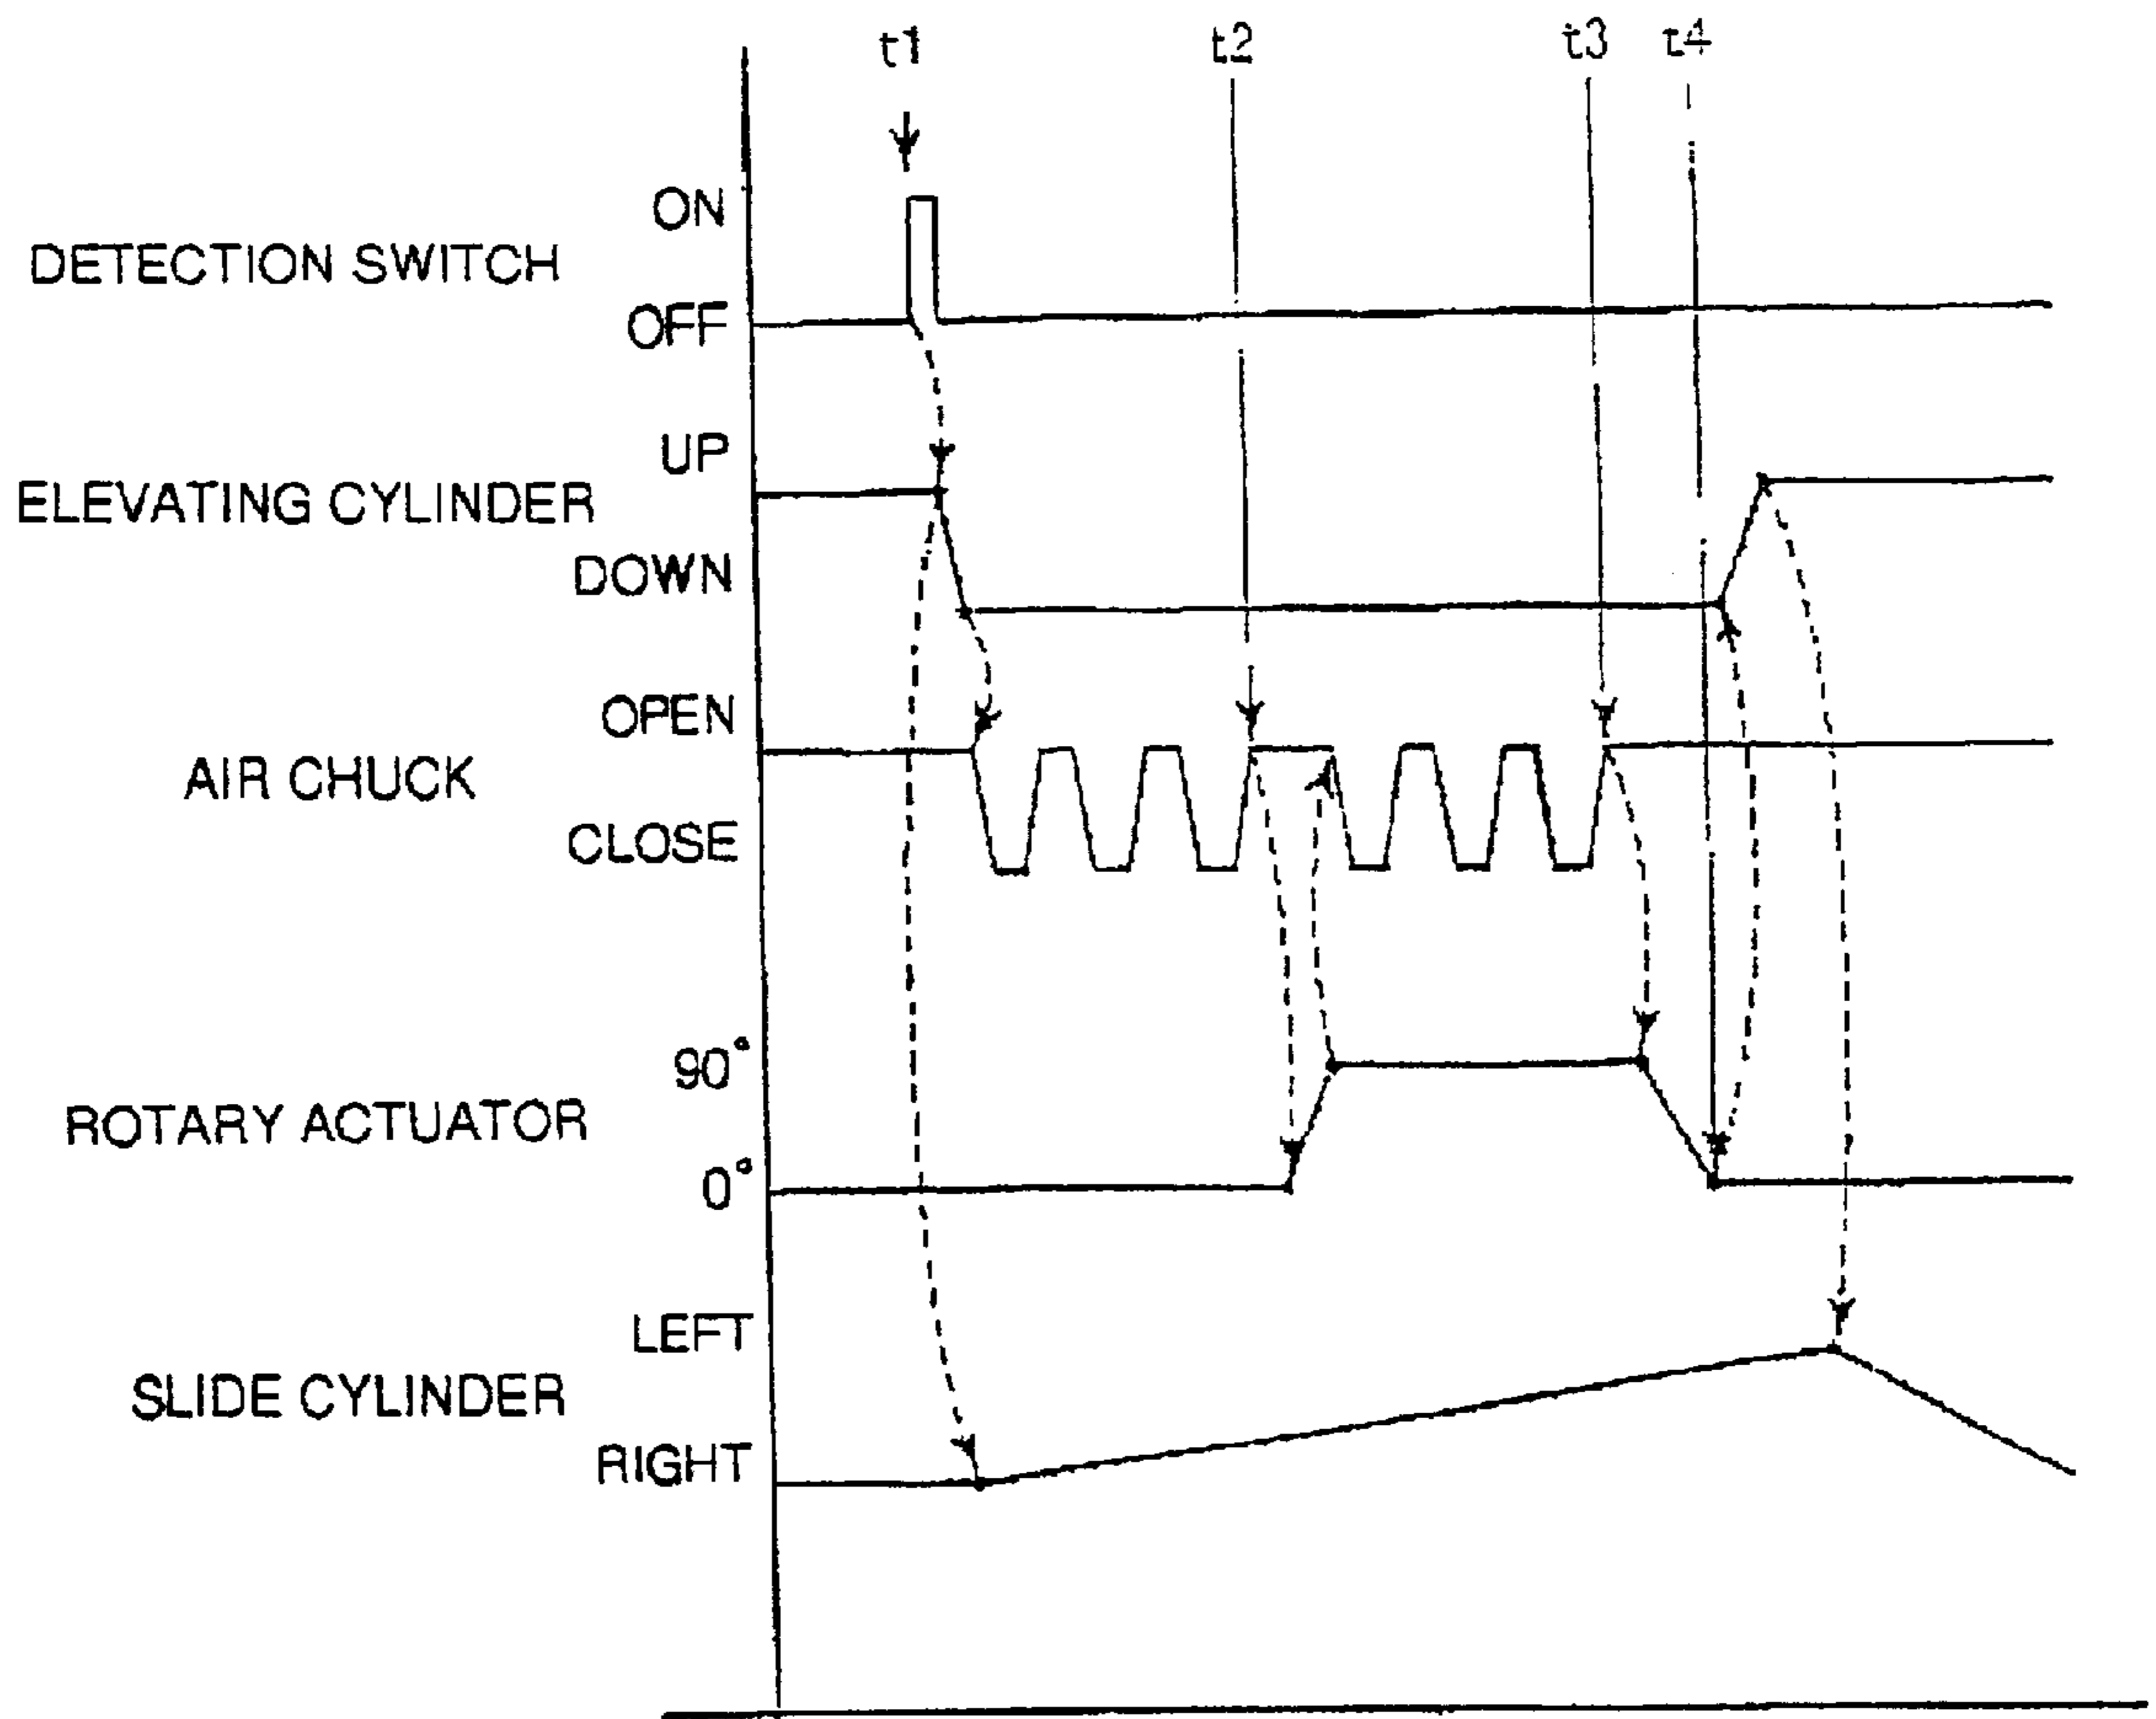 t1 t2 t3 t4
ON
DETECTION SWITCH
OFF
UP
ELEVATING CYLINDER
DOWN
OPEN
AIR CHUCK
CLOSE
90°
ROTARY ACTUATOR
0°
LEFT
SLIDE CYLINDER
RIGHT